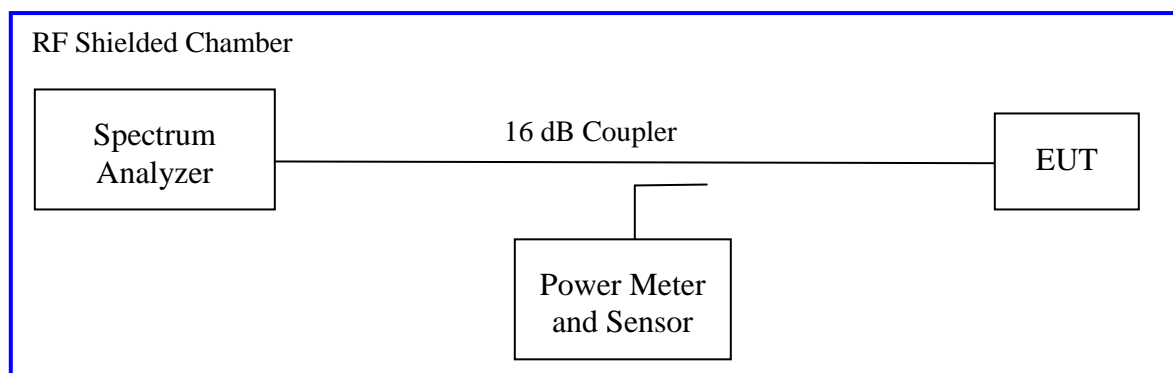 RF Shielded Chamber
Spectrum
Analyzer
16 dB Coupler
EUT
Power Meter
and Sensor